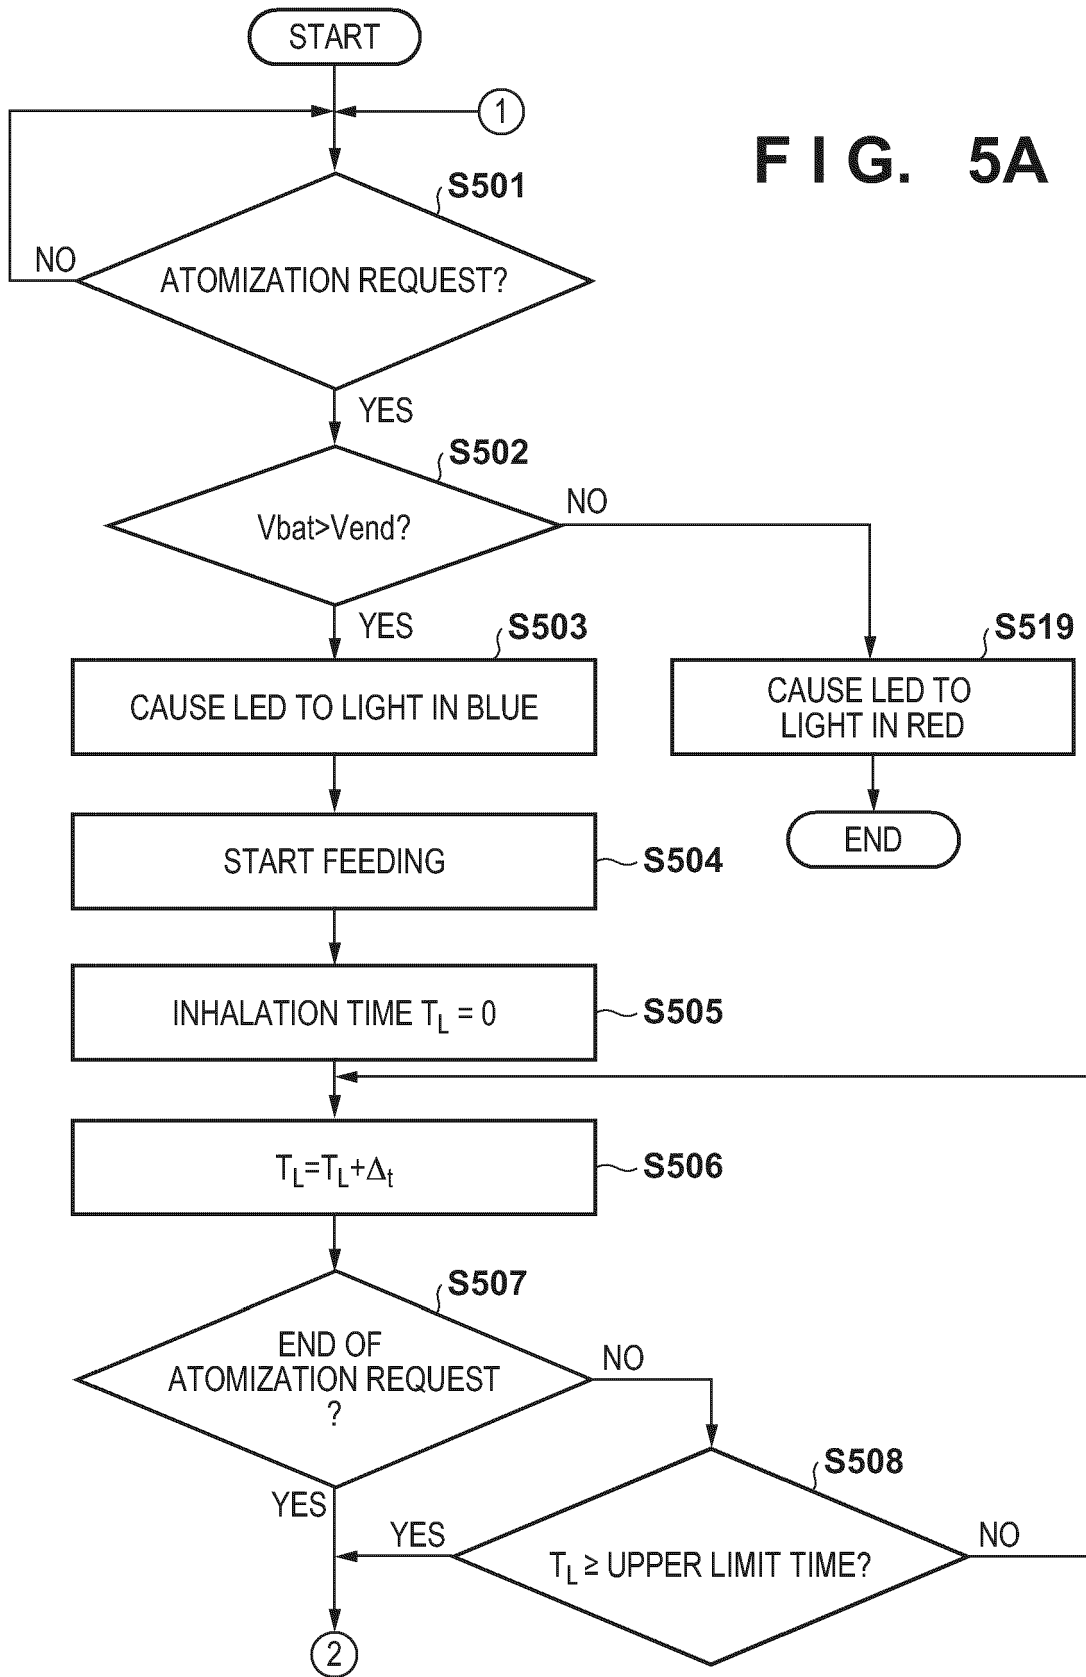 START
1
FIG. 5A
S501
NO
ATOMIZATION REQUEST?
YES
S502
NO
Vbat>Vend?
YES
S503
S519
CAUSE LED TO LIGHT IN BLUE
CAUSE LED TO
LIGHT IN RED
START FEEDING
S504
END
INHALATION TIME TL = 0
S505
TL=TL+Δt
S506
S507
END OF
ATOMIZATION REQUEST
?
NO
S508
YES
YES
NO
TL ≥ UPPER LIMIT TIME?
2